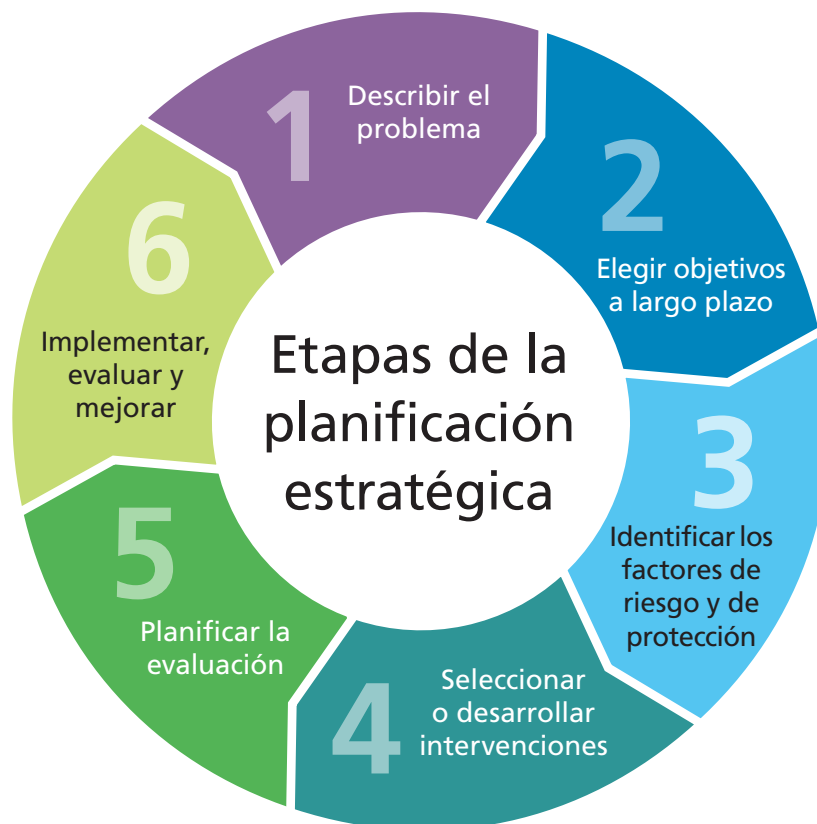 1
Describir el
problema
2
Elegir objetivos
a largo plazo
3
Identificar los
factores de
riesgo y de
protección
4
Seleccionar
o desarrollar
intervenciones
5
Planificar la
evaluación
6
Implementar,
evaluar y
mejorar
Etapas de la
planificación
estratégica